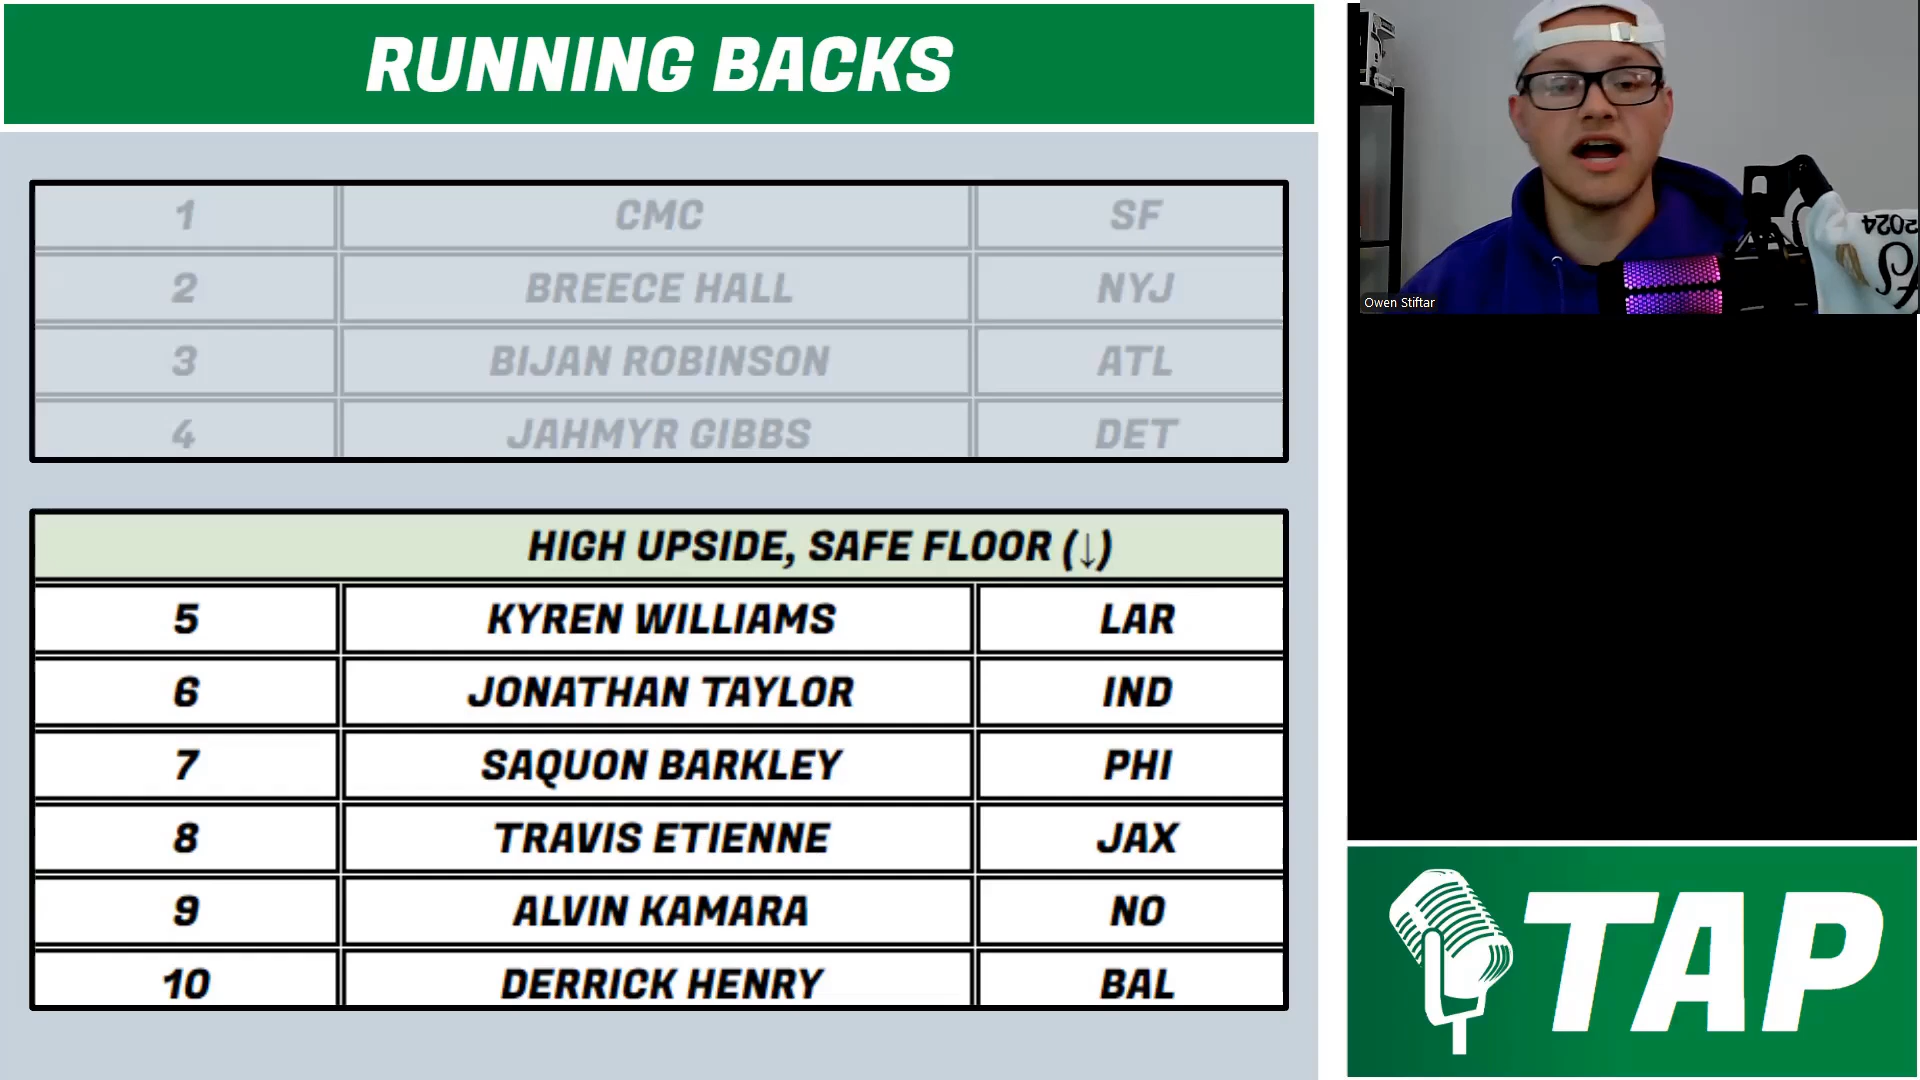 RUNNING BACKS
1 CMC SF
2 BREECE HALL NYJ
3 BIJAN ROBINSON ATL
4 JAHMYR GIBBS DET
HIGH UPSIDE, SAFE FLOOR (↓)
5 KYREN WILLIAMS LAR
6 JONATHAN TAYLOR IND
7 SAQUON BARKLEY PHI
8 TRAVIS ETIENNE JAX
9 ALVIN KAMARA NO
10 DERRICK HENRY BAL
2024
Owen Stiftar
TAP